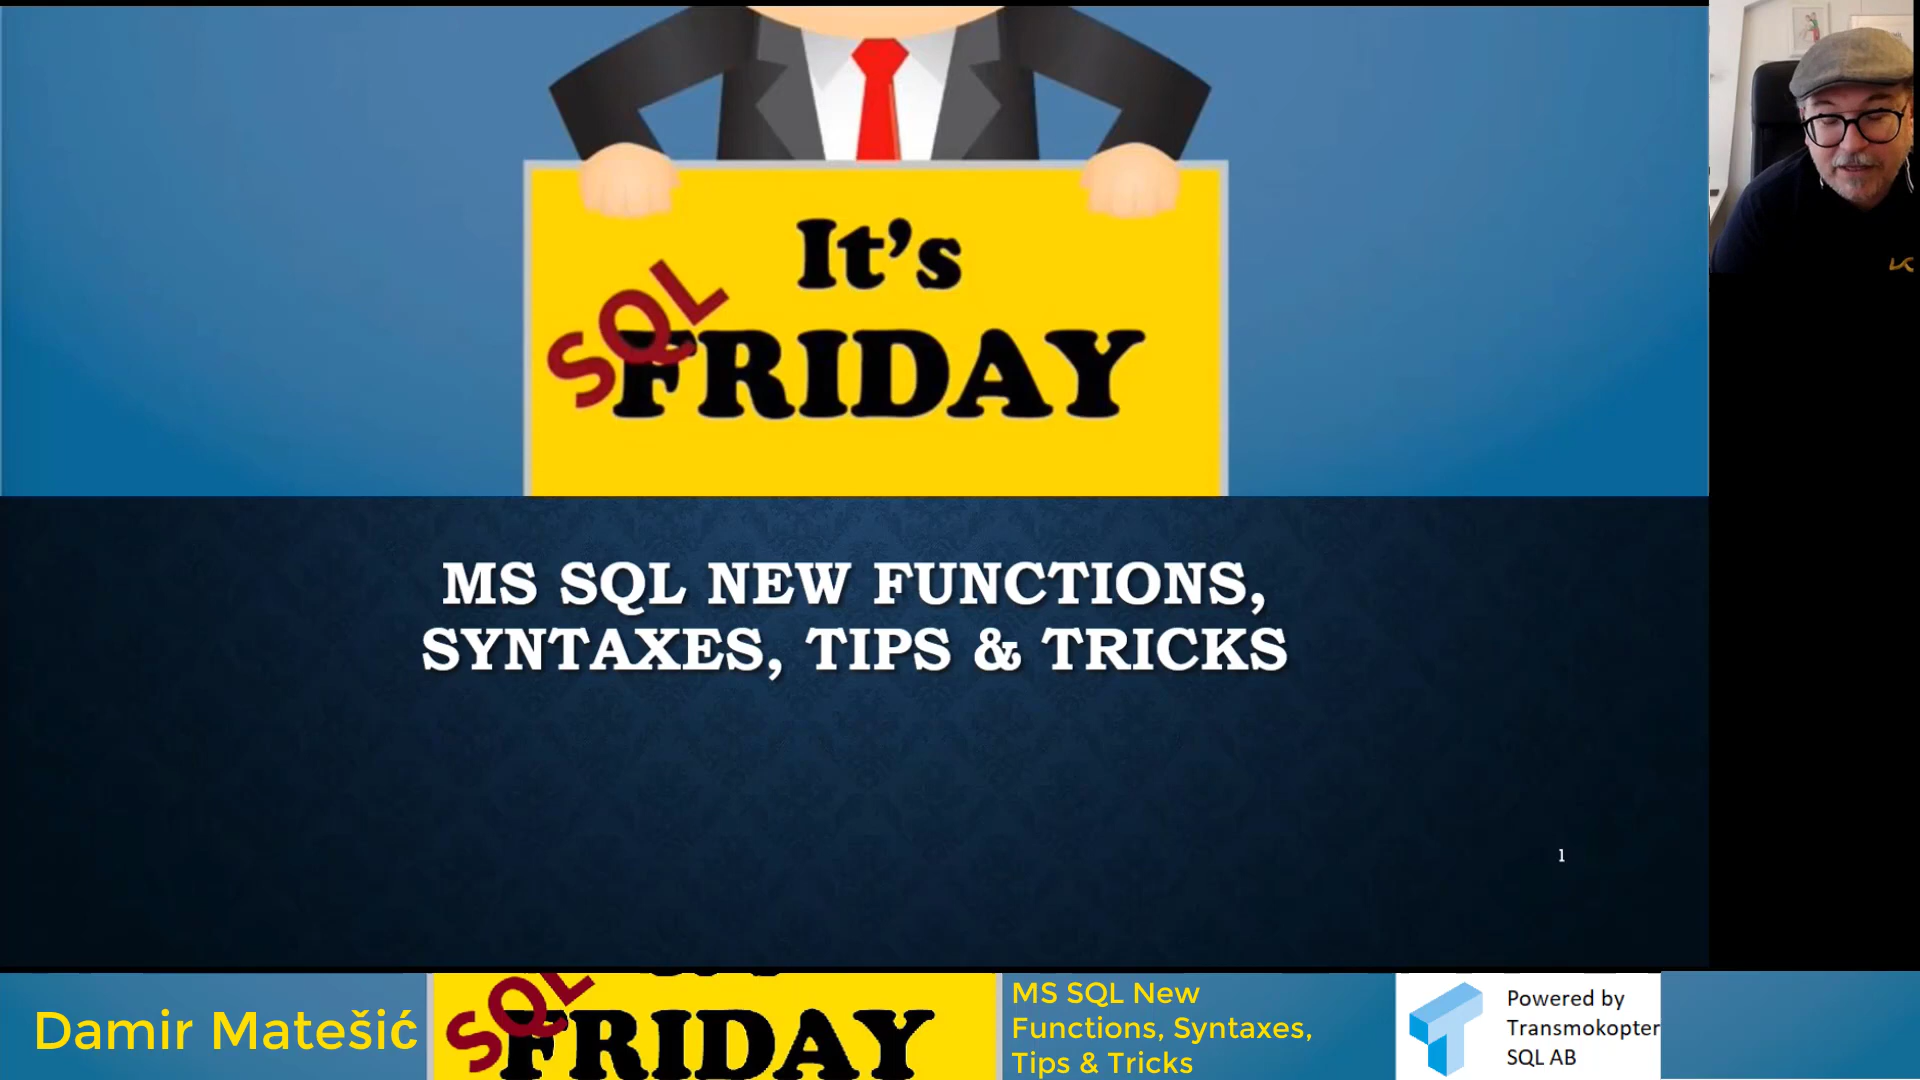 It's
SQL
FRIDAY
MS SQL NEW FUNCTIONS,
SYNTAXES, TIPS & TRICKS
1
Damir Matešić
SQL
FRIDAY
MS SQL New
Functions, Syntaxes,
Tips & Tricks
Powered by
Transmokopter
SQL AB